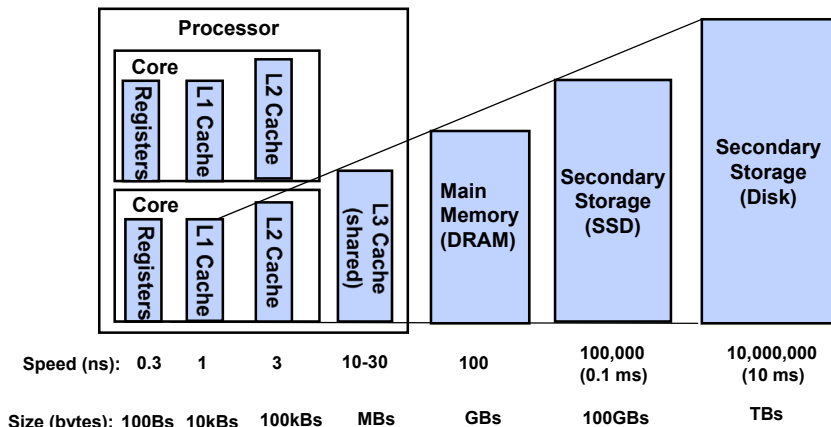 Processor
Core
Registers
L1 Cache
L2 Cache
Core
Registers
L1 Cache
L2 Cache
L3 Cache
(shared)
Main
Memory
(DRAM)
Secondary
Storage
(SSD)
Secondary
Storage
(Disk)
Speed (ns): 0.3 1 3 10-30 100 100,000 10,000,000
(0.1 ms) (10 ms)
Size (bytes): 100Bs 10kBs 100kBs MBs GBs 100GBs TBs